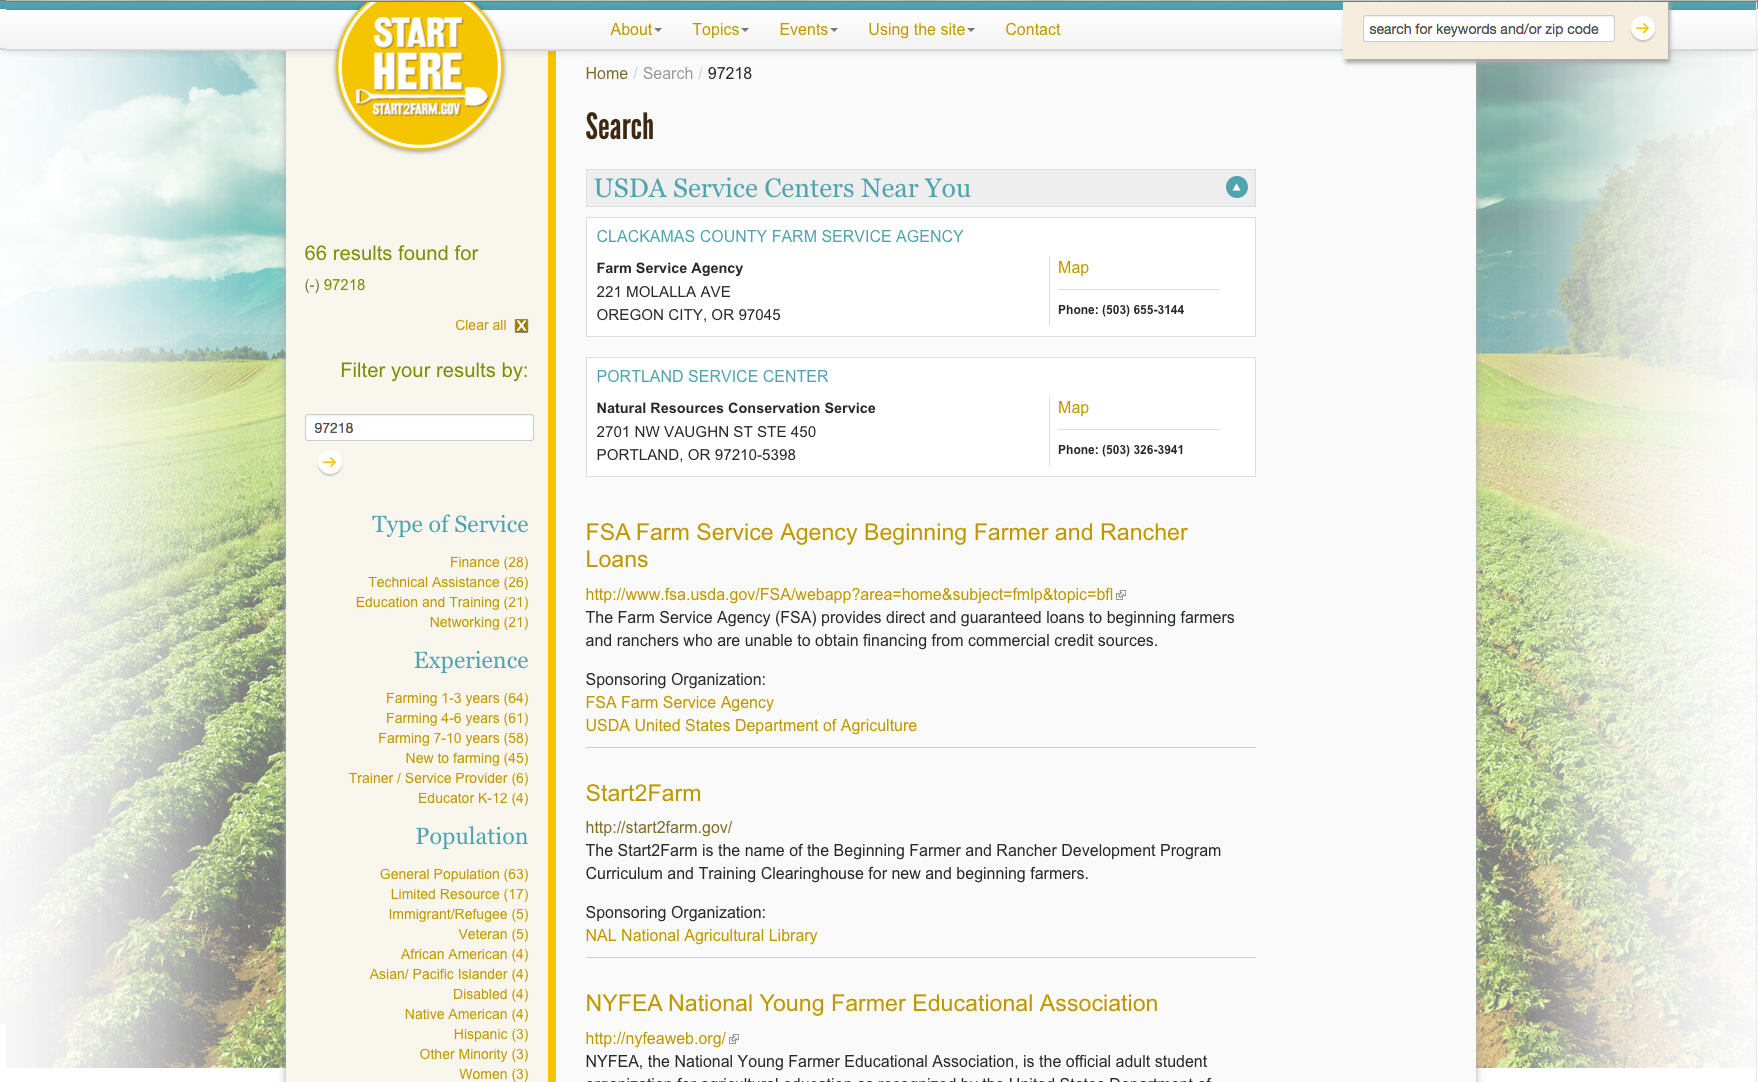 START
HERE
START2FARM.GOV
About
Topics
Events
Using the site
Contact
search for keywords and/or zip code
Home / Search / 97218
Search
66 results found for
(-) 97218
Clear all X
Filter your results by:
97218
Type of Service
Finance (28)
Technical Assistance (26)
Education and Training (21)
Networking (21)
Experience
Farming 1-3 years (64)
Farming 4-6 years (61)
Farming 7-10 years (58)
New to farming (45)
Trainer / Service Provider (6)
Educator K-12 (4)
Population
General Population (63)
Limited Resource (17)
Immigrant/Refugee (5)
Veteran (5)
African American (4)
Asian/ Pacific Islander (4)
Disabled (4)
Native American (4)
Hispanic (3)
Other Minority (3)
Women (3)
USDA Service Centers Near You
CLACKAMAS COUNTY FARM SERVICE AGENCY
Farm Service Agency
221 MOLALLA AVE
OREGON CITY, OR 97045
Map
Phone: (503) 655-3144
PORTLAND SERVICE CENTER
Natural Resources Conservation Service
2701 NW VAUGHN ST STE 450
PORTLAND, OR 97210-5398
Map
Phone: (503) 326-3941
FSA Farm Service Agency Beginning Farmer and Rancher
Loans
http://www.fsa.usda.gov/FSA/webapp?area=home&subject=fmlp&topic=bfl
The Farm Service Agency (FSA) provides direct and guaranteed loans to beginning farmers
and ranchers who are unable to obtain financing from commercial credit sources.
Sponsoring Organization:
FSA Farm Service Agency
USDA United States Department of Agriculture
Start2Farm
http://start2farm.gov/
The Start2Farm is the name of the Beginning Farmer and Rancher Development Program
Curriculum and Training Clearinghouse for new and beginning farmers.
Sponsoring Organization:
NAL National Agricultural Library
NYFEA National Young Farmer Educational Association
http://nyfeaweb.org/
NYFEA, the National Young Farmer Educational Association, is the official adult student
organization for agricultural education as recognized by the United States Department of